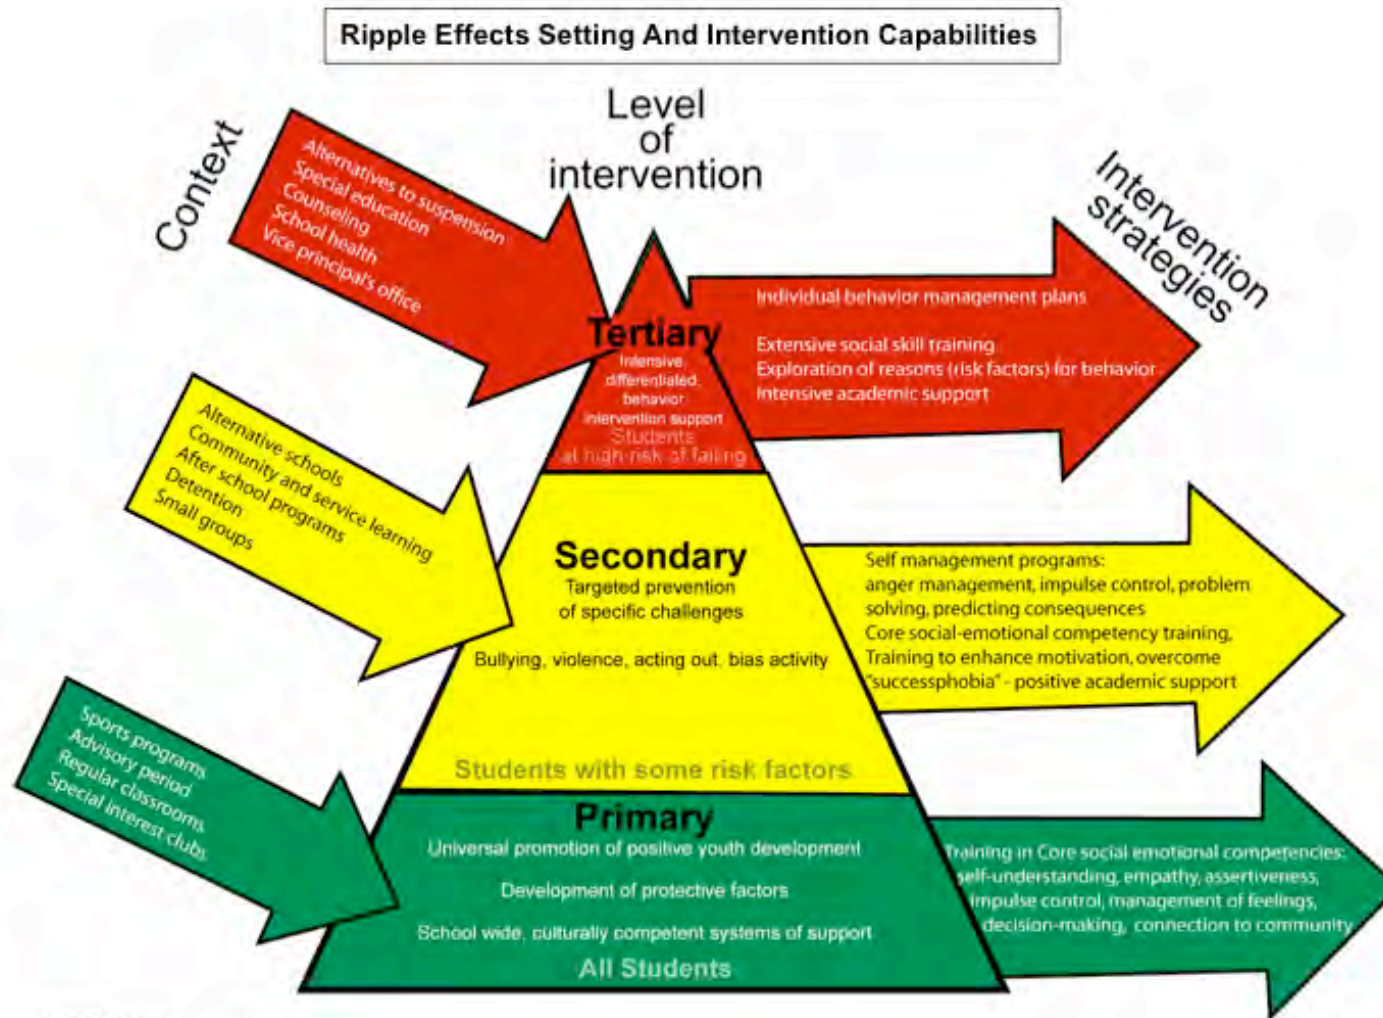 Ripple Effects Setting And Intervention Capabilities
Context
Level
of
intervention
Intervention
strategies
Alternatives to suspension
Special education
Counseling
School health
Vice principal's office
Tertiary
Intensive
differentiated,
behavior
intervention support
Students
at high-risk of failing
Individual behavior management plans
Extensive social skill training
Exploration of reasons (risk factors) for behavior
Intensive academic support
Alternative schools
Community and service learning
After school programs
Detention
Small groups
Secondary
Targeted prevention
of specific challenges
Bullying, violence, acting out. bias activity
Students with some risk factors
Self management programs:
anger management, impulse control, problem
solving, predicting consequences
Core social-emotional competency training,
Training to enhance motivation, overcome
"successphobia" - positive academic support
Sports programs
Advisory period
Regular classrooms
Special interest clubs
Primary
Universal promotion of positive youth development
Development of protective factors
School wide, culturally competent systems of support
All Students
Training in Core social emotional competencies:
self-understanding, empathy, assertiveness,
impulse control, management of feelings,
decision-making, connection to community